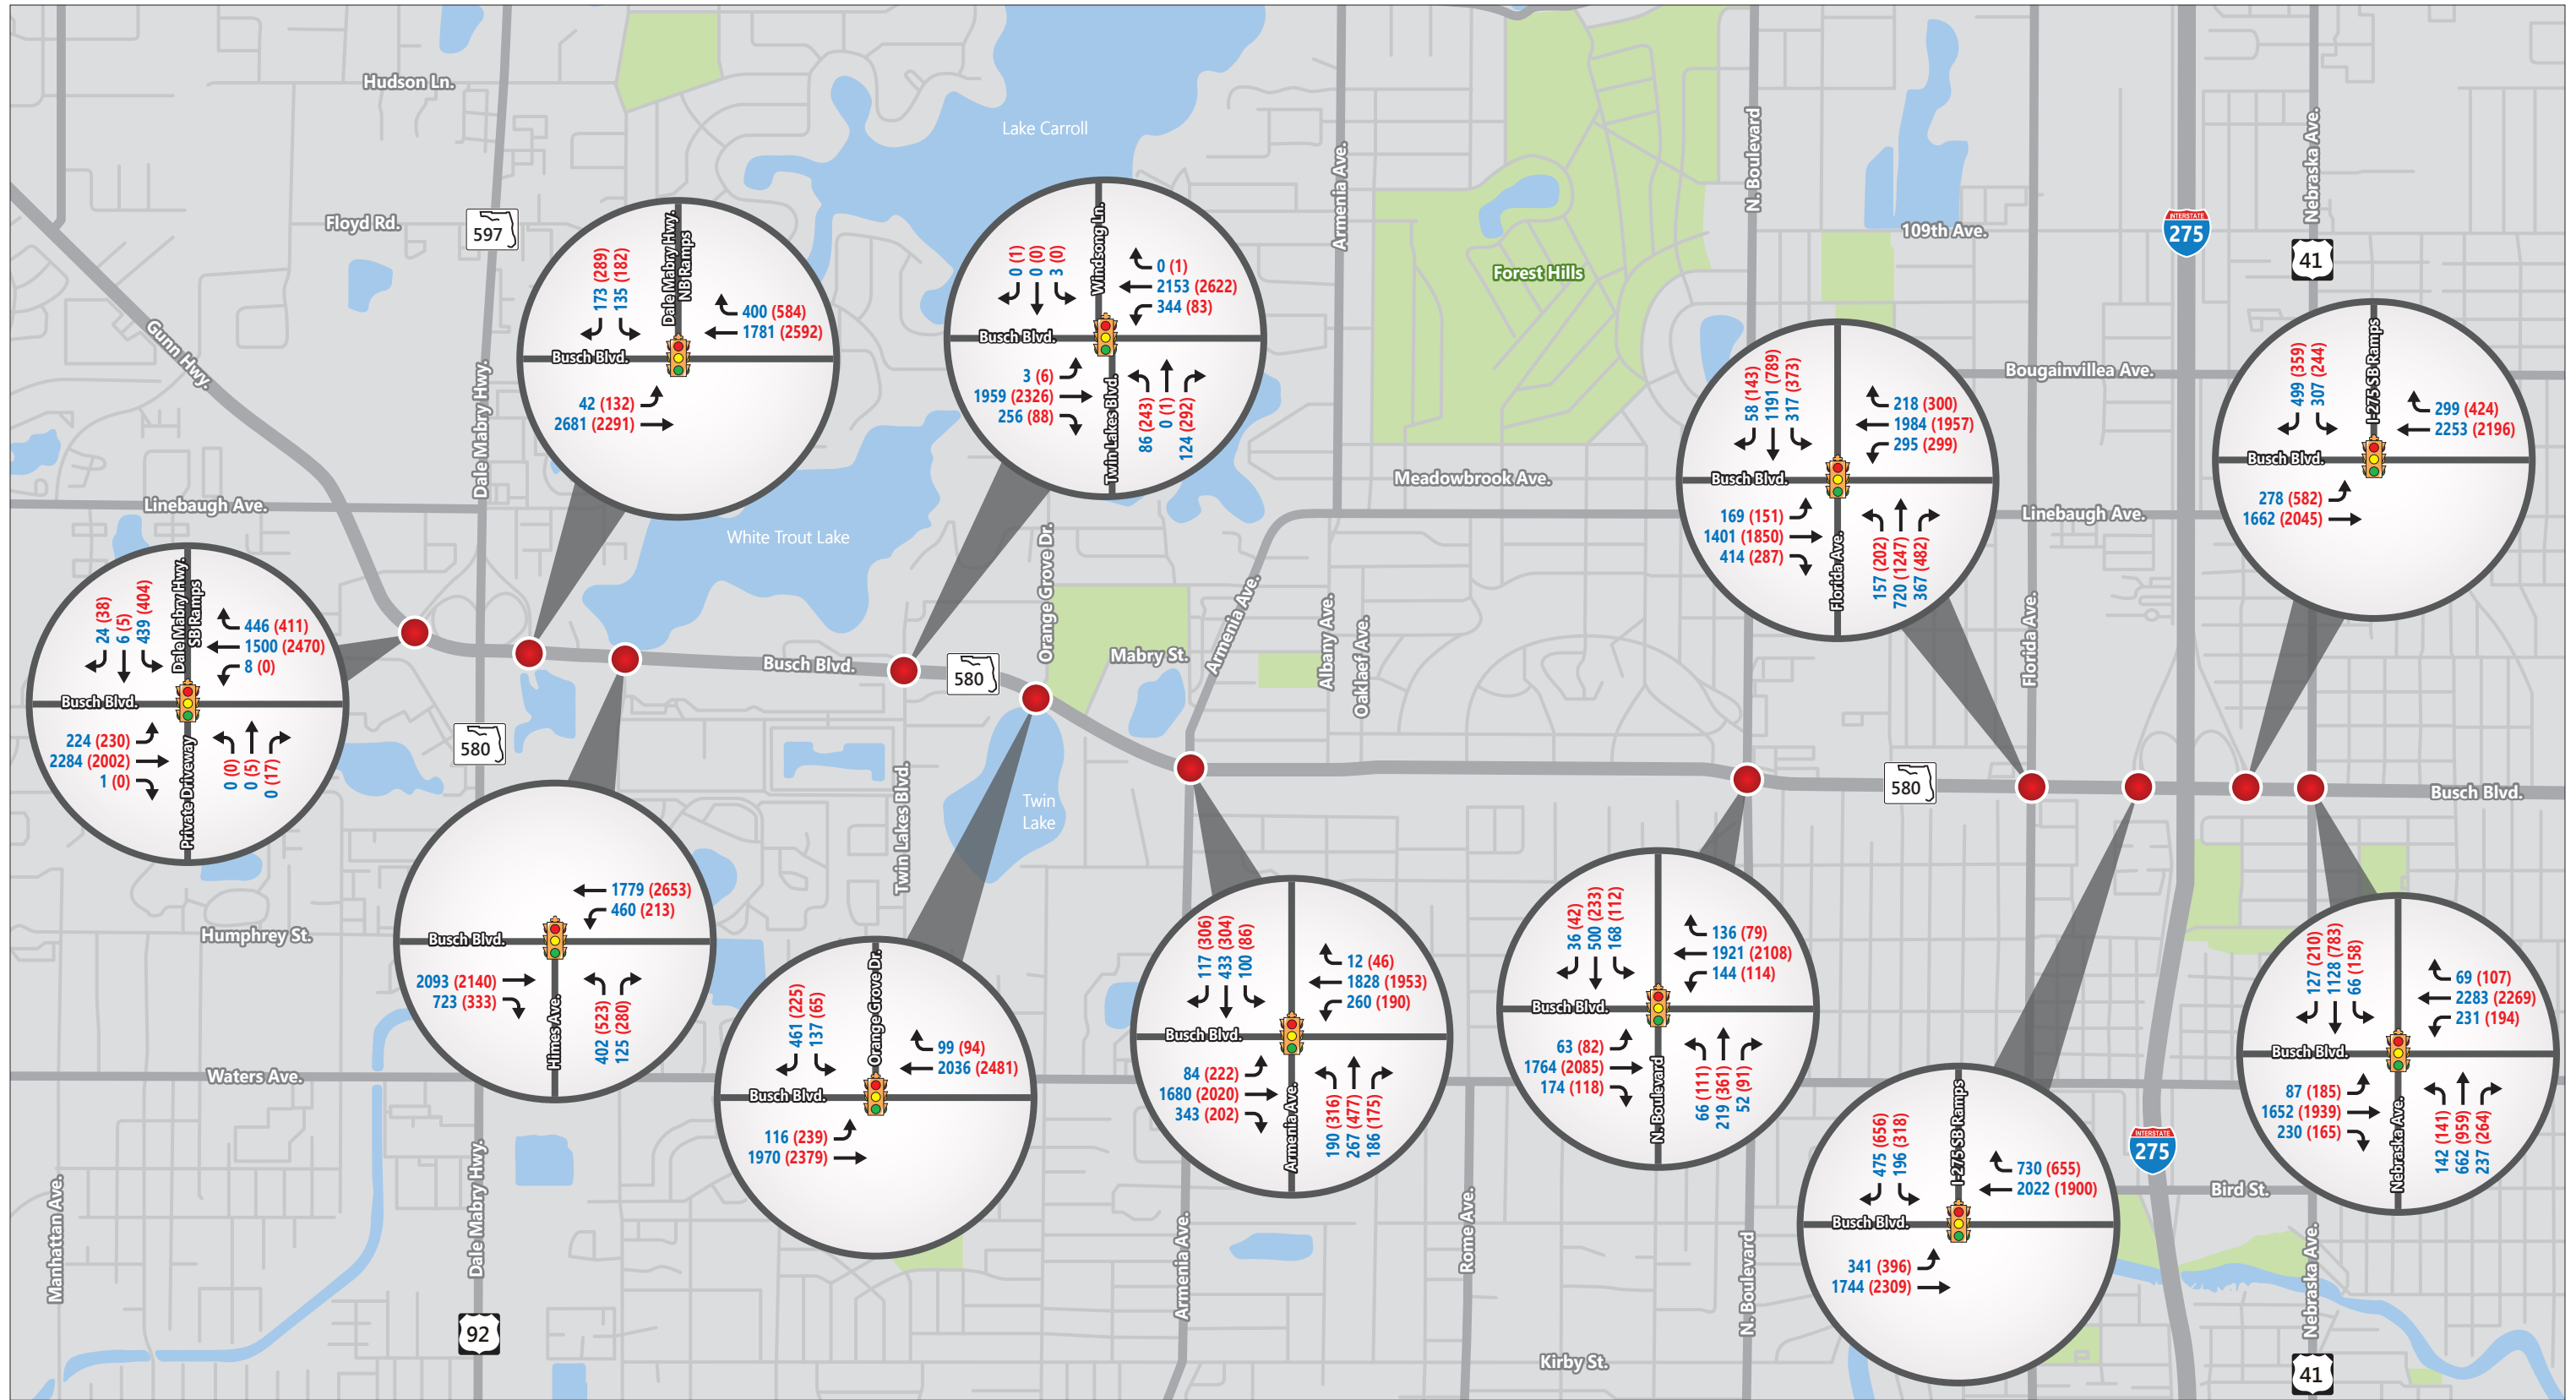 Hudson Ln.
Lake Carroll
Floyd Rd.
597
Gunn Hwy.
Dale Mabry Hwy.
Linebaugh Ave.
White Trout Lake
Armenia Ave.
Forest Hills
N. Boulevard
109th Ave.
INTERSTATE
275
Nebraska Ave.
41
Bougainvillea Ave.
Meadowbrook Ave.
Linebaugh Ave.
Orange Grove Dr.
Mabry St.
Armenia Ave.
Albany Ave.
Oaklaef Ave.
Florida Ave.
Busch Blvd.
580
580
580
Busch Blvd.
Twin
Lake
Twin Lakes Blvd.
Humphrey St.
Waters Ave.
Manhattan Ave.
Dale Mabry Hwy.
92
Armenia Ave.
Rome Ave.
N. Boulevard
Kirby St.
INTERSTATE
275
Bird St.
Nebraska Ave.
41
Dale Mabry Hwy.
SB Ramps
24 (38)
6 (5)
439 (404)
446 (411)
1500 (2470)
8 (0)
Busch Blvd.
224 (230)
2284 (2002)
1 (0)
Private Driveway
0 (0)
0 (5)
0 (17)
Dale Mabry Hwy.
NB Ramps
173 (289)
135 (182)
400 (584)
1781 (2592)
Busch Blvd.
42 (132)
2681 (2291)
1779 (2653)
460 (213)
Busch Blvd.
2093 (2140)
723 (333)
Himes Ave.
402 (523)
125 (280)
Windsong Ln.
0 (1)
0 (0)
3 (0)
0 (1)
2153 (2622)
344 (83)
Busch Blvd.
3 (6)
1959 (2326)
256 (88)
Twin Lakes Blvd.
86 (243)
0 (1)
124 (292)
Orange Grove Dr.
461 (225)
137 (65)
99 (94)
2036 (2481)
Busch Blvd.
116 (239)
1970 (2379)
117 (306)
433 (304)
100 (86)
12 (46)
1828 (1953)
260 (190)
Busch Blvd.
84 (222)
1680 (2020)
343 (202)
Armenia Ave.
190 (316)
267 (477)
186 (175)
36 (42)
500 (233)
168 (112)
136 (79)
1921 (2108)
144 (114)
Busch Blvd.
63 (82)
1764 (2085)
174 (118)
N. Boulevard
66 (111)
219 (361)
52 (91)
58 (143)
1191 (789)
317 (373)
218 (300)
1984 (1957)
295 (299)
Busch Blvd.
169 (151)
1401 (1850)
414 (287)
Florida Ave.
157 (202)
720 (1247)
367 (482)
I-275 SB Ramps
475 (656)
196 (318)
730 (655)
2022 (1900)
Busch Blvd.
341 (396)
1744 (2309)
I-275 SB Ramps
499 (359)
307 (244)
299 (424)
2253 (2196)
Busch Blvd.
278 (582)
1662 (2045)
127 (210)
1128 (783)
66 (158)
69 (107)
2283 (2269)
231 (194)
Busch Blvd.
87 (185)
1652 (1939)
230 (165)
Nebraska Ave.
142 (141)
662 (959)
237 (264)